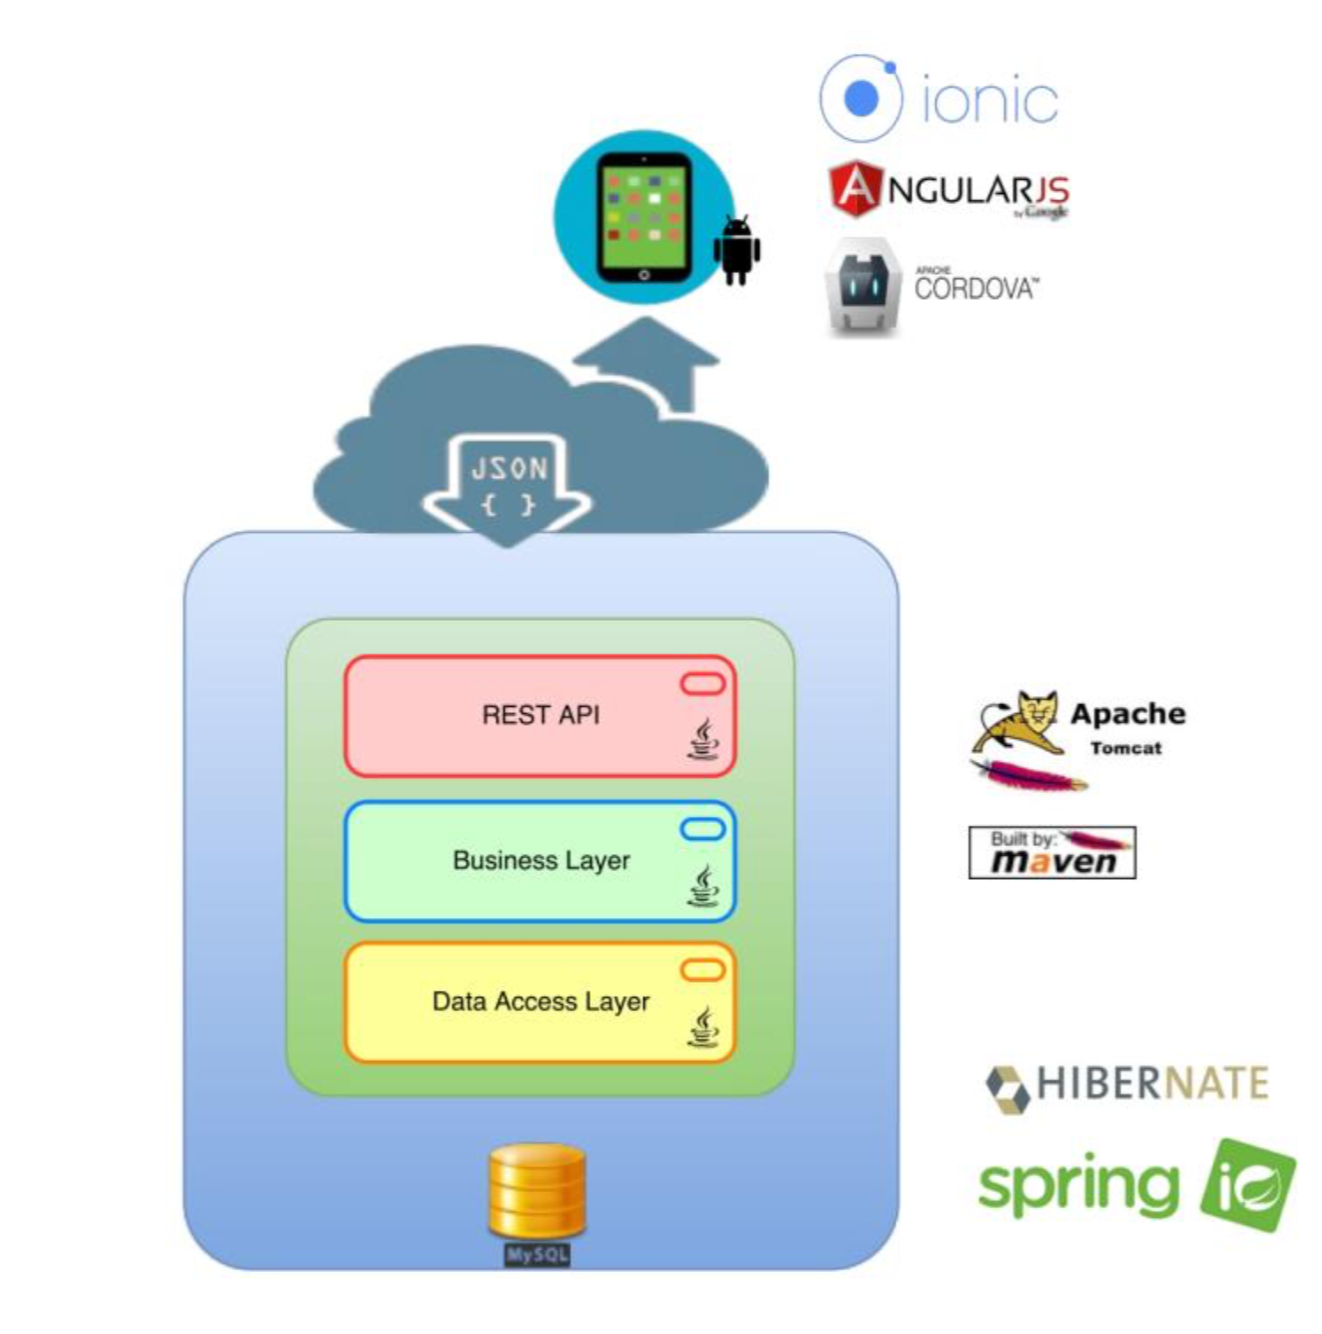 ionic
ANGULARJS
by Google
APACHE
CORDOVA™
JSON
{ }
REST API
Apache
Tomcat
Business Layer
Built by:
maven
Data Access Layer
HIBERNATE
spring io
MySQL